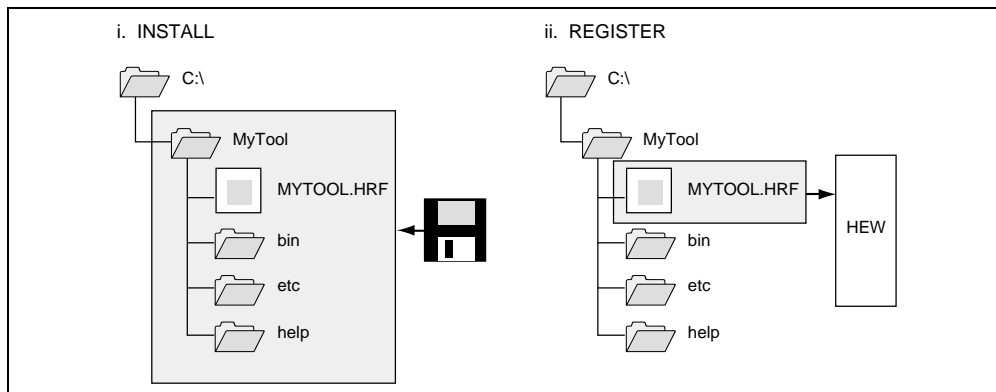 i. INSTALL
C:\
MyTool
MYTOOL.HRF
bin
etc
help
ii. REGISTER
C:\
MyTool
MYTOOL.HRF
HEW
bin
etc
help